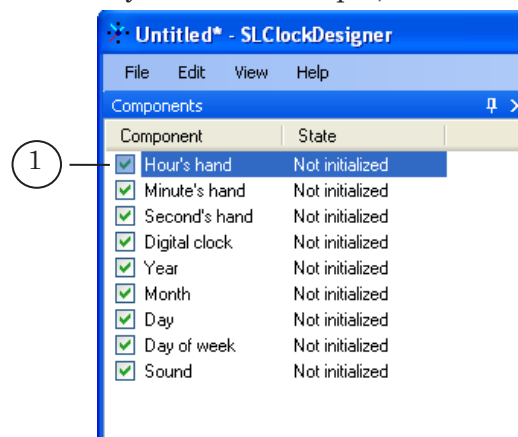 Untitled* - SLClockDesigner
File Edit View Help
Components
Component State
1
Hour's hand Not initialized
Minute's hand Not initialized
Second's hand Not initialized
Digital clock Not initialized
Year Not initialized
Month Not initialized
Day Not initialized
Day of week Not initialized
Sound Not initialized